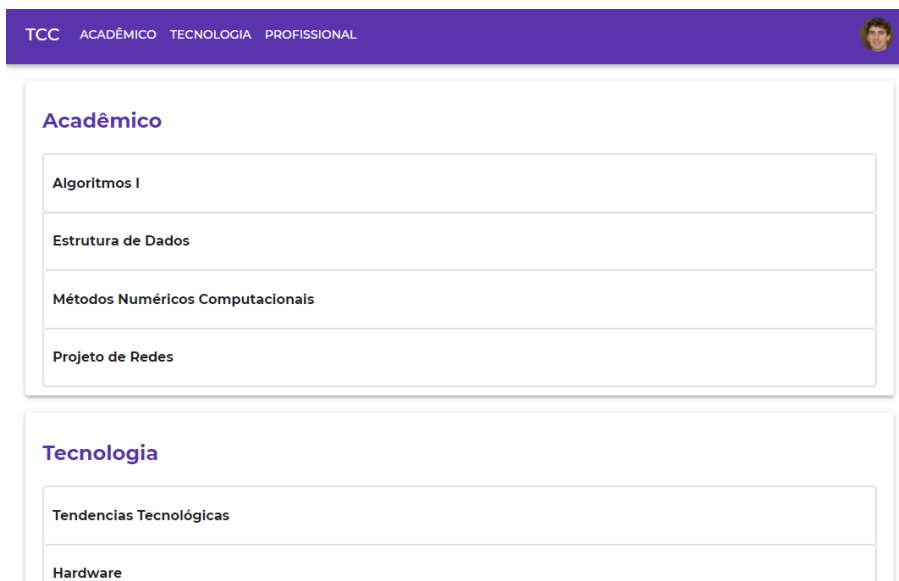 TCC ACADÊMICO TECNOLOGIA PROFISSIONAL
Acadêmico
Algoritmos I
Estrutura de Dados
Métodos Numéricos Computacionais
Projeto de Redes
Tecnologia
Tendencias Tecnológicas
Hardware